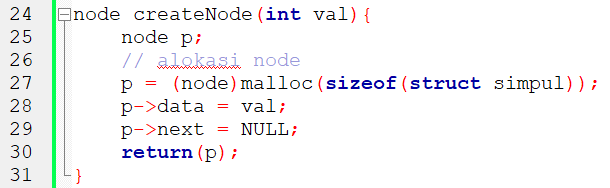 24 node createNode(int val){
25     node p;
26     // alokasi node
27     p = (node)malloc(sizeof(struct simpul));
28     p->data = val;
29     p->next = NULL;
30     return(p);
31 }